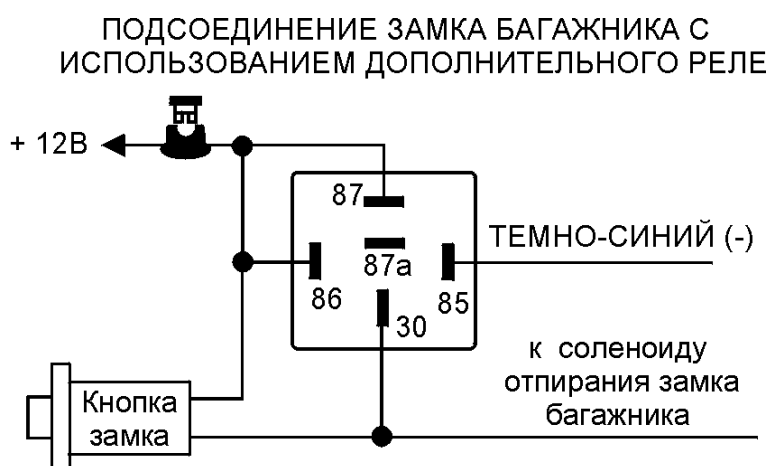 ПОДСОЕДИНЕНИЕ ЗАМКА БАГАЖНИКА С
ИСПОЛЬЗОВАНИЕМ ДОПОЛНИТЕЛЬНОГО РЕЛЕ
+ 12В
87
87а
86
85
30
ТЕМНО-СИНИЙ (-)
к соленоиду
отпирания замка
багажника
Кнопка
замка